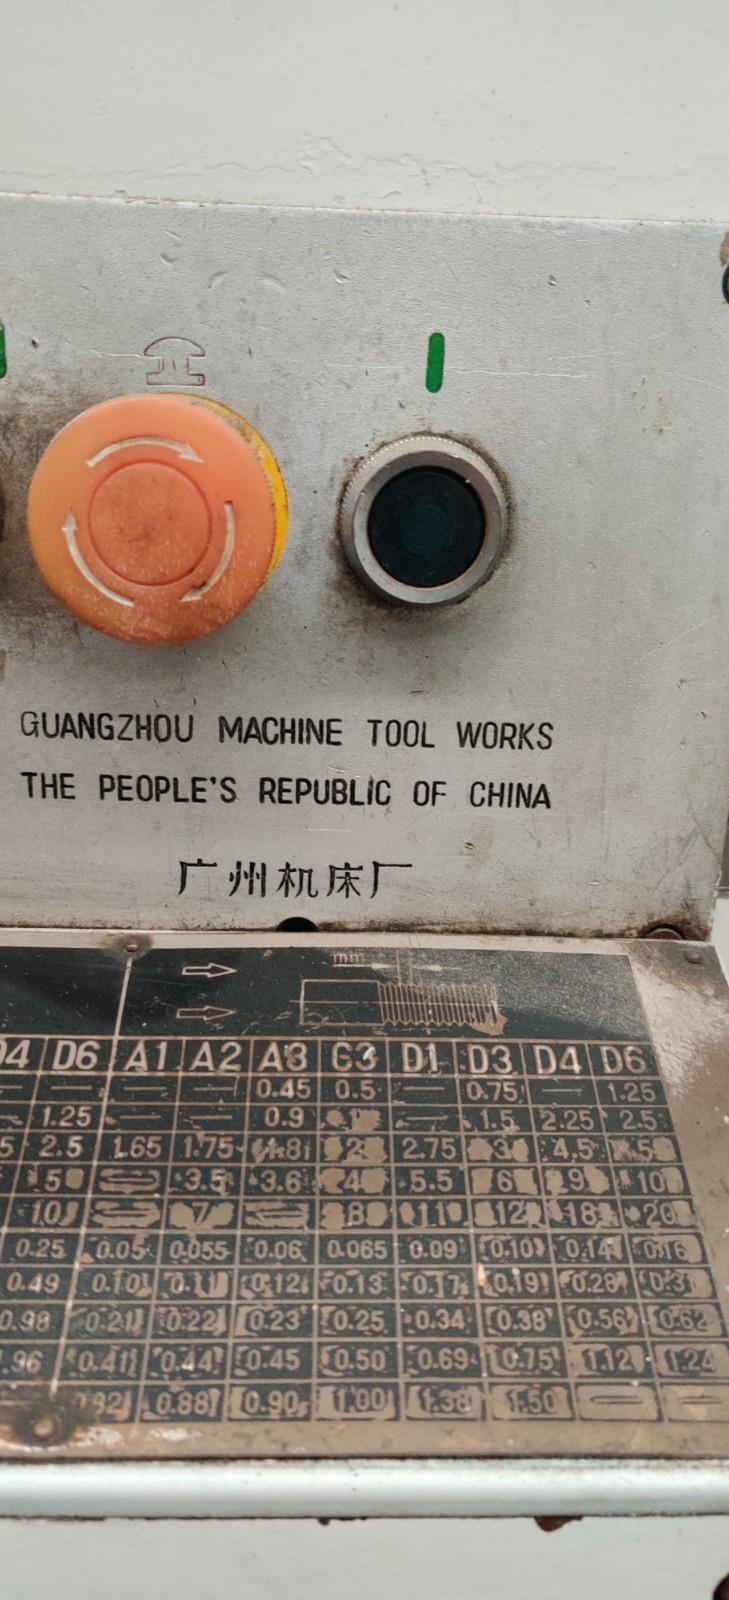 GUANGZHOU MACHINE TOOL WORKS
THE PEOPLE'S REPUBLIC OF CHINA
广州机床厂
mm
D6 A1 A2 A3 G3 D1 D3 D4 D6
— — — 0.45 0.5 — 0.75 — 1.25
1.25 — — 0.9 1 — 1.5 2.25 2.5
2.5 1.65 1.75 1.8 2 2.75 3 4.5 5
5 — 3.5 3.6 4 5.5 6 9 10
10 — 7 — 8 11 12 18 20
0.25 0.05 0.055 0.06 0.065 0.09 0.10 0.14 0.16
0.49 0.10 0.11 0.12 0.13 0.17 0.19 0.28 0.31
0.98 0.21 0.22 0.23 0.25 0.34 0.38 0.56 0.62
.96 0.41 0.44 0.45 0.50 0.69 0.75 1.12 1.24
0.88 0.90 1.00 1.38 1.50 — —